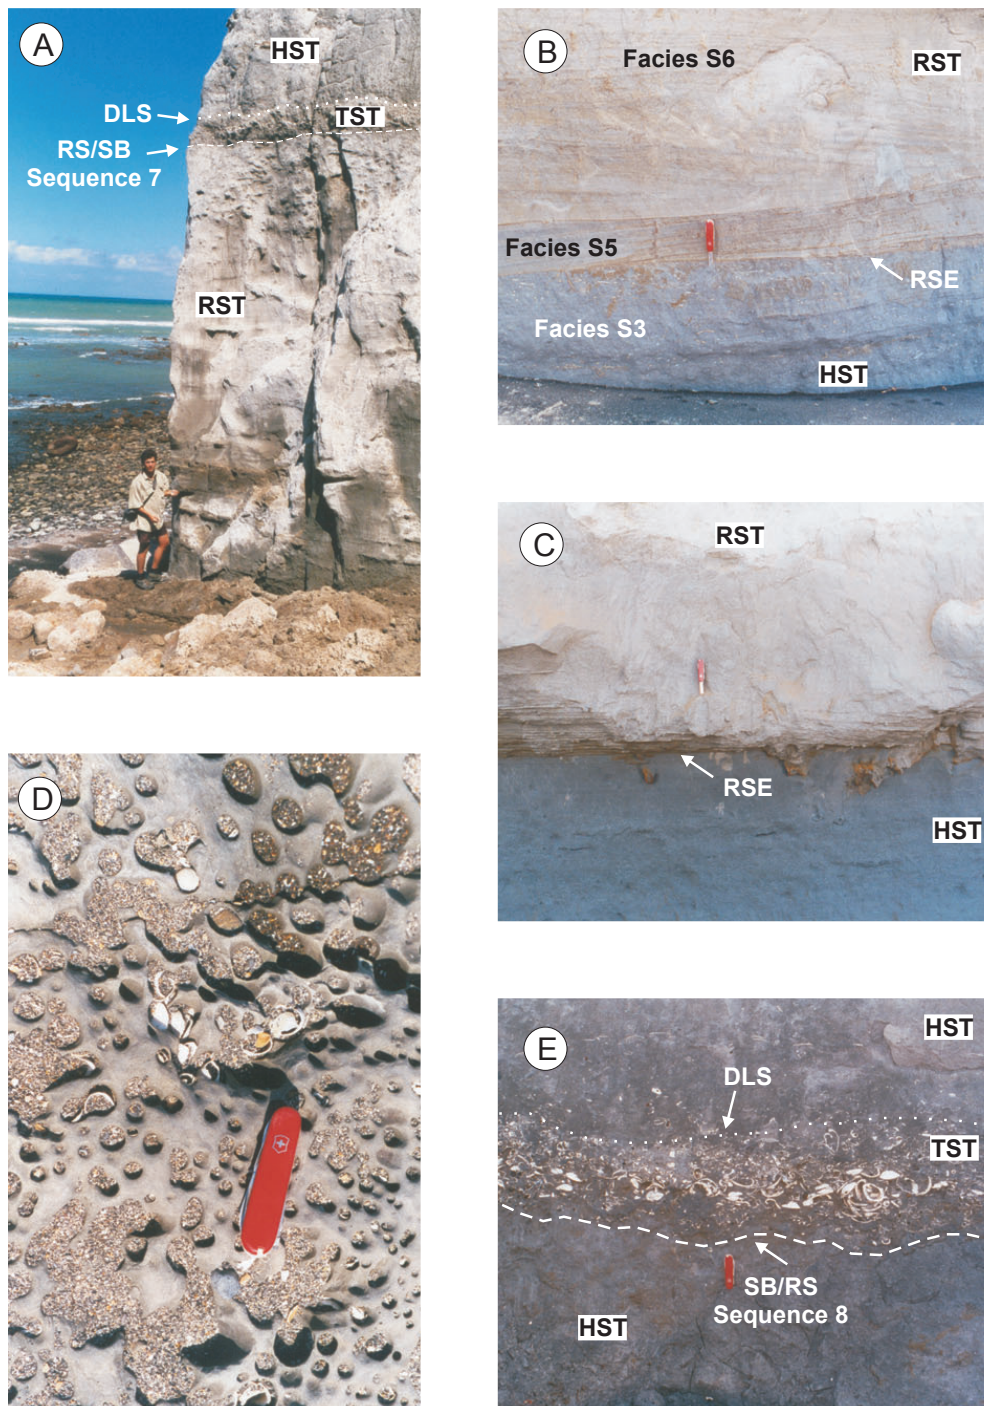 A
HST
DLS
TST
RS/SB
Sequence 7
RST
B
Facies S6
RST
Facies S5
RSE
Facies S3
HST
C
RST
RSE
HST
D
E
HST
DLS
TST
SB/RS
Sequence 8
HST